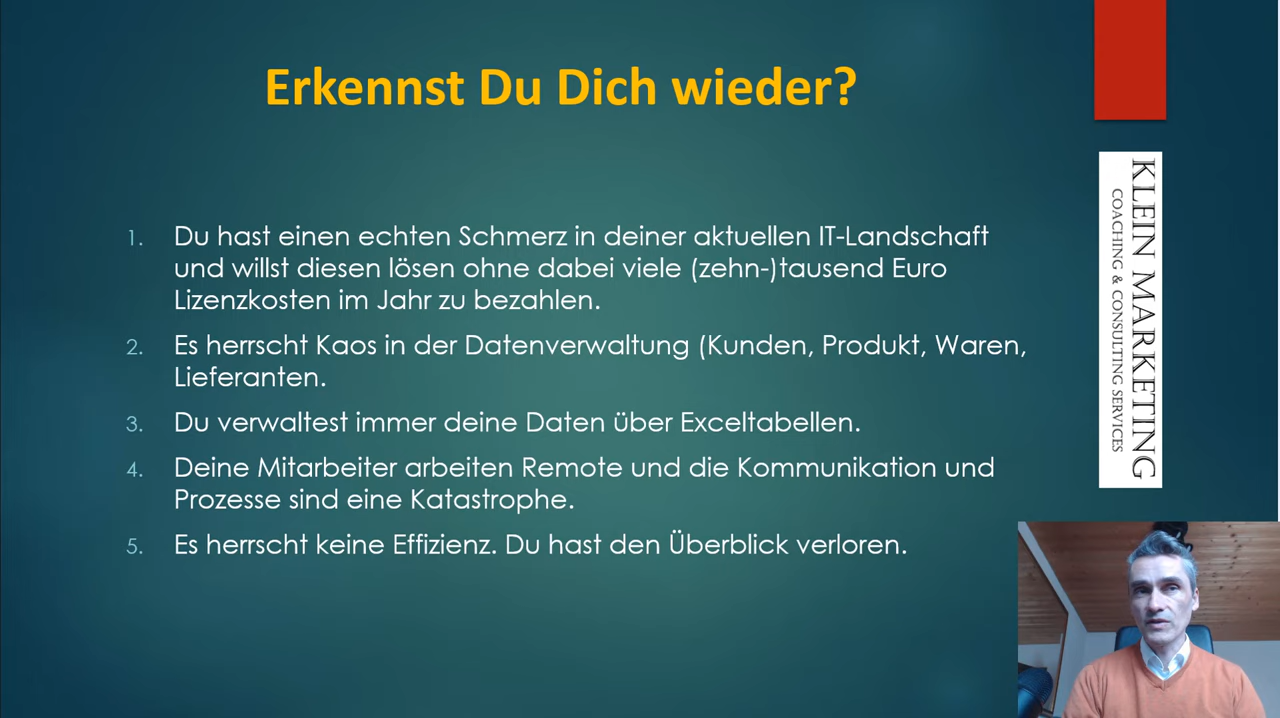 Erkennst Du Dich wieder?
1. Du hast einen echten Schmerz in deiner aktuellen IT-Landschaft
und willst diesen lösen ohne dabei viele (zehn-)tausend Euro
Lizenzkosten im Jahr zu bezahlen.
2. Es herrscht Kaos in der Datenverwaltung (Kunden, Produkt, Waren,
Lieferanten.
3. Du verwaltest immer deine Daten über Exceltabellen.
4. Deine Mitarbeiter arbeiten Remote und die Kommunikation und
Prozesse sind eine Katastrophe.
5. Es herrscht keine Effizienz. Du hast den Überblick verloren.
KLEIN MARKETING
COACHING & CONSULTING SERVICES